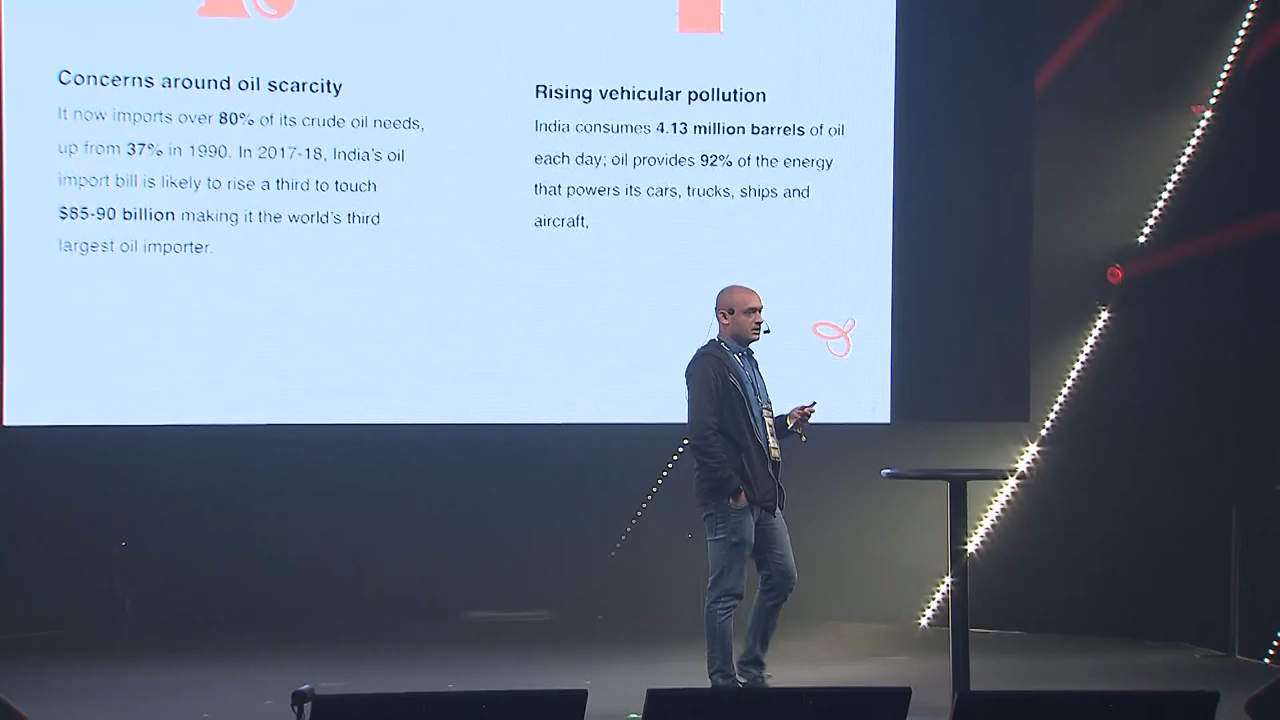 Concerns around oil scarcity
It now imports over 80% of its crude oil needs,
up from 37% in 1990. In 2017-18, India's oil
import bill is likely to rise a third to touch
$85-90 billion making it the world's third
largest oil importer.
Rising vehicular pollution
India consumes 4.13 million barrels of oil
each day; oil provides 92% of the energy
that powers its cars, trucks, ships and
aircraft,